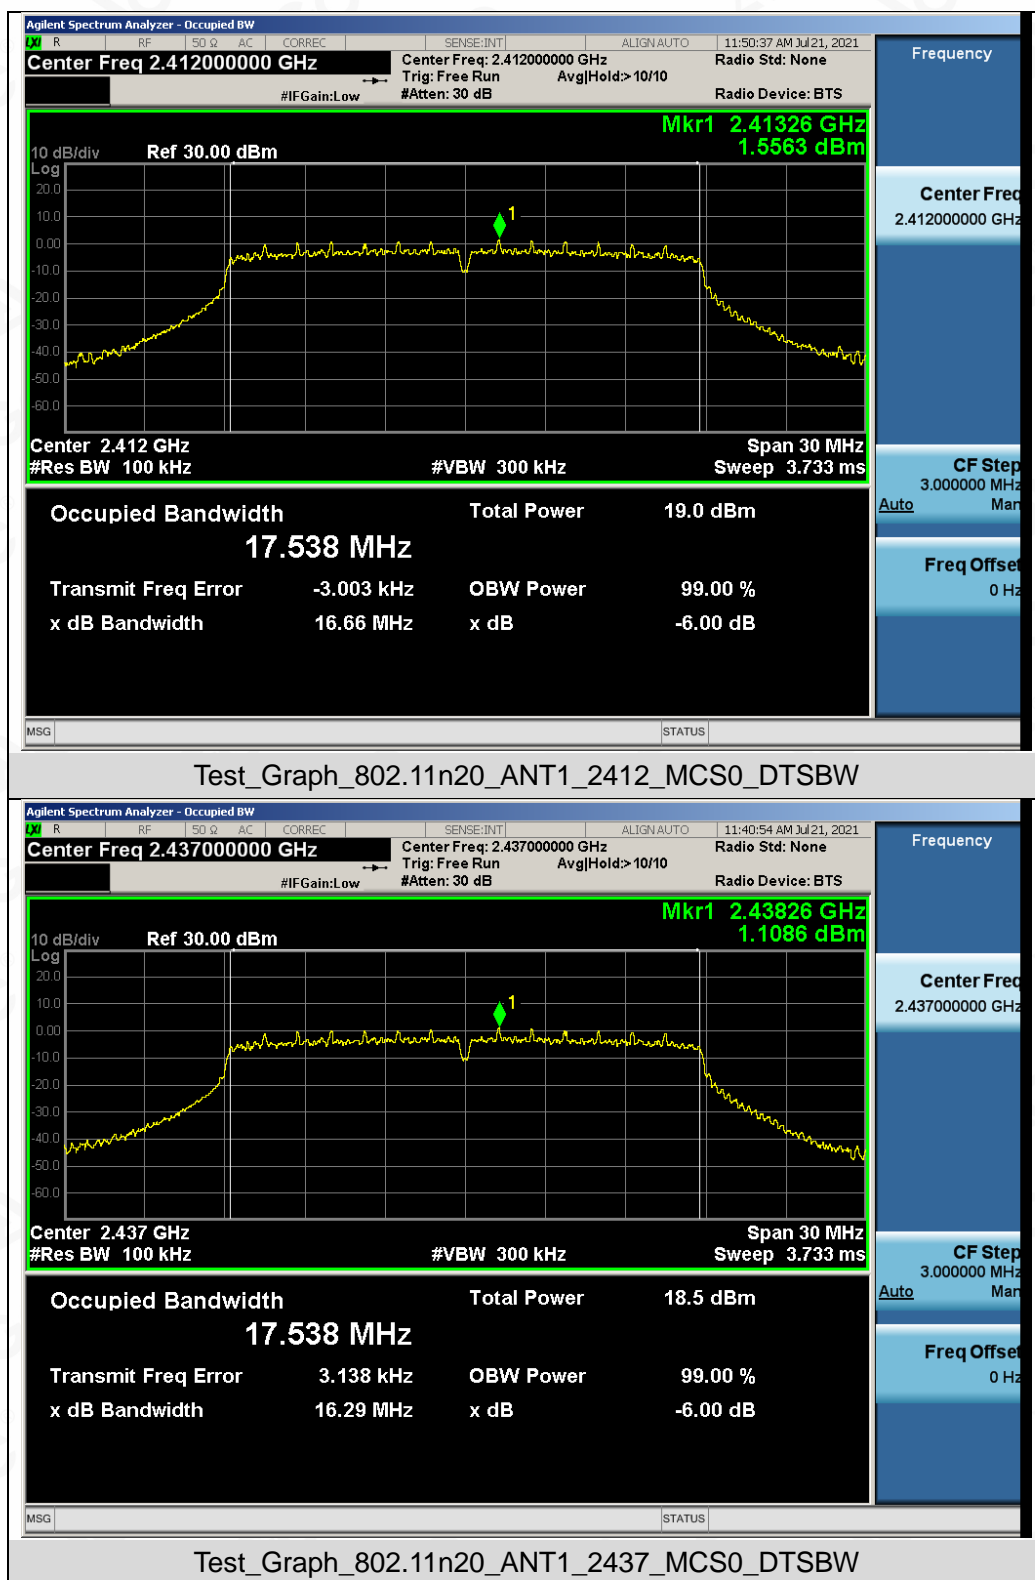 Agilent Spectrum Analyzer - Occupied BW
LXI R RF 50 Ω AC CORREC SENSE:INT ALIGN AUTO 11:50:37 AM Jul 21, 2021
Center Freq 2.412000000 GHz Center Freq: 2.412000000 GHz Radio Std: None Frequency
Trig: Free Run Avg|Hold:> 10/10
#IFGain:Low #Atten: 30 dB Radio Device: BTS
Mkr1 2.41326 GHz
10 dB/div Ref 30.00 dBm 1.5563 dBm
Log
20.0
10.0
0.00
-10.0
-20.0
-30.0
-40.0
-50.0
-60.0
1
Center Freq
2.412000000 GHz
Center 2.412 GHz Span 30 MHz
#Res BW 100 kHz #VBW 300 kHz Sweep 3.733 ms
CF Step
3.000000 MHz
Auto Man
Occupied Bandwidth Total Power 19.0 dBm
17.538 MHz
Freq Offset
0 Hz
Transmit Freq Error -3.003 kHz OBW Power 99.00 %
x dB Bandwidth 16.66 MHz x dB -6.00 dB
MSG STATUS
Test_Graph_802.11n20_ANT1_2412_MCS0_DTSBW
Agilent Spectrum Analyzer - Occupied BW
LXI R RF 50 Ω AC CORREC SENSE:INT ALIGN AUTO 11:40:54 AM Jul 21, 2021
Center Freq 2.437000000 GHz Center Freq: 2.437000000 GHz Radio Std: None Frequency
Trig: Free Run Avg|Hold:> 10/10
#IFGain:Low #Atten: 30 dB Radio Device: BTS
Mkr1 2.43826 GHz
10 dB/div Ref 30.00 dBm 1.1086 dBm
Log
20.0
10.0
0.00
-10.0
-20.0
-30.0
-40.0
-50.0
-60.0
1
Center Freq
2.437000000 GHz
Center 2.437 GHz Span 30 MHz
#Res BW 100 kHz #VBW 300 kHz Sweep 3.733 ms
CF Step
3.000000 MHz
Auto Man
Occupied Bandwidth Total Power 18.5 dBm
17.538 MHz
Freq Offset
0 Hz
Transmit Freq Error 3.138 kHz OBW Power 99.00 %
x dB Bandwidth 16.29 MHz x dB -6.00 dB
MSG STATUS
Test_Graph_802.11n20_ANT1_2437_MCS0_DTSBW